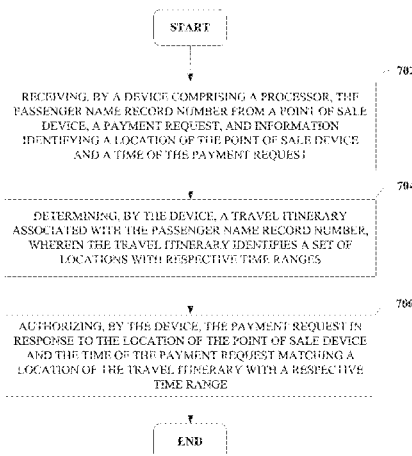 START
702
RECEIVING, BY A DEVICE COMPRISING A PROCESSOR, THE
PASSENGER NAME RECORD NUMBER FROM A POINT OF SALE
DEVICE, A PAYMENT REQUEST, AND INFORMATION
IDENTIFYING A LOCATION OF THE POINT OF SALE DEVICE
AND A TIME OF THE PAYMENT REQUEST
704
DETERMINING, BY THE DEVICE, A TRAVEL ITINERARY
ASSOCIATED WITH THE PASSENGER NAME RECORD NUMBER,
WHEREIN THE TRAVEL ITINERARY IDENTIFIES A SET OF
LOCATIONS WITH RESPECTIVE TIME RANGES
706
AUTHORIZING, BY THE DEVICE, THE PAYMENT REQUEST IN
RESPONSE TO THE LOCATION OF THE POINT OF SALE DEVICE
AND THE TIME OF THE PAYMENT REQUEST MATCHING A
LOCATION OF THE TRAVEL ITINERARY WITH A RESPECTIVE
TIME RANGE
END